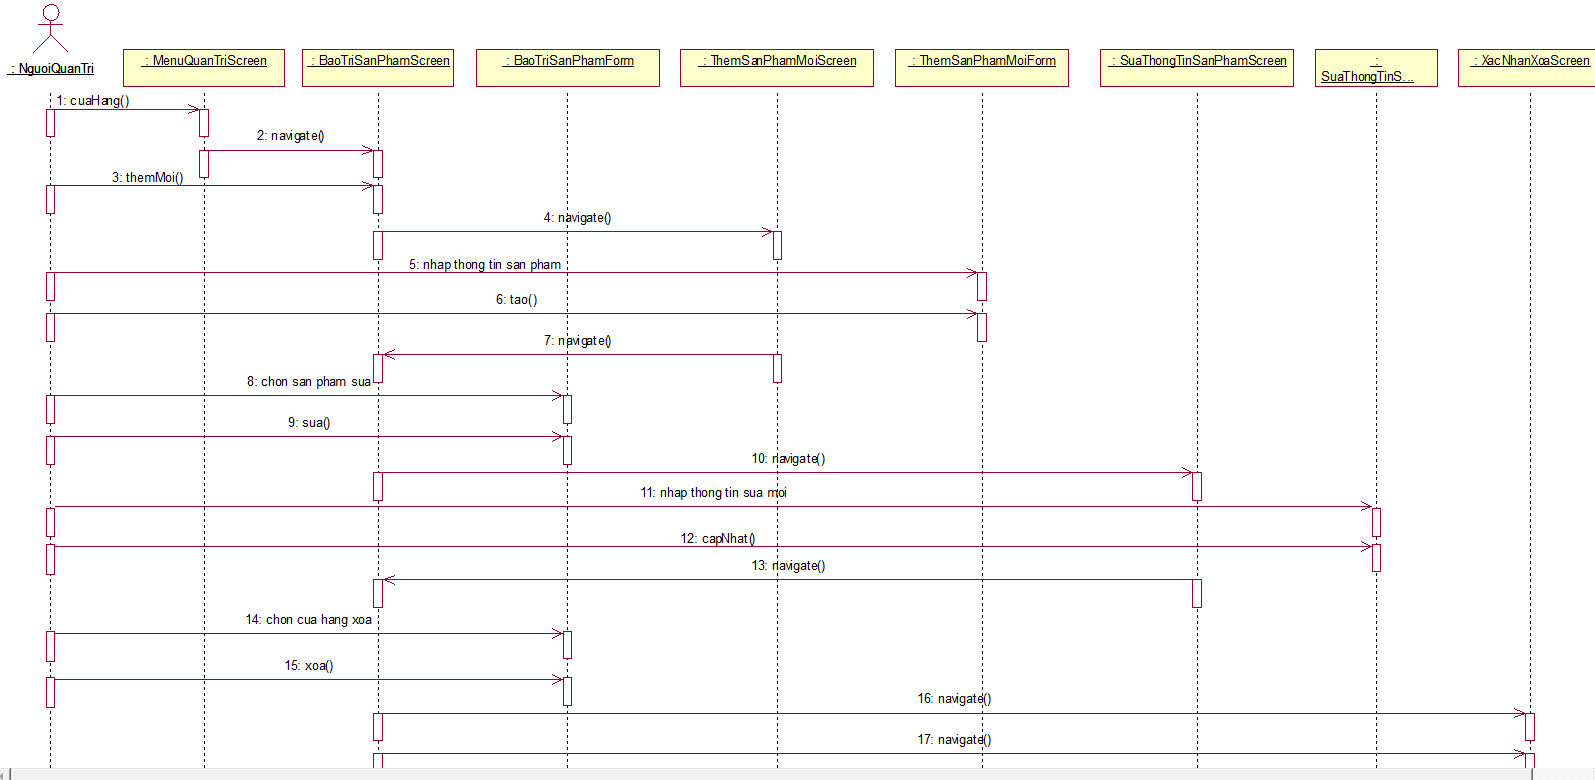 : NguoiQuanTri
: MenuQuanTriScreen
: BaoTriSanPhamScreen
: BaoTriSanPhamForm
: ThemSanPhamMoiScreen
: ThemSanPhamMoiForm
: SuaThongTinSanPhamScreen
:
SuaThongTinS...
: XacNhanXoaScreen
1: cuaHang()
2: navigate()
3: themMoi()
4: navigate()
5: nhap thong tin san pham
6: tao()
7: navigate()
8: chon san pham sua
9: sua()
10: navigate()
11: nhap thong tin sua moi
12: capNhat()
13: navigate()
14: chon cua hang xoa
15: xoa()
16: navigate()
17: navigate()